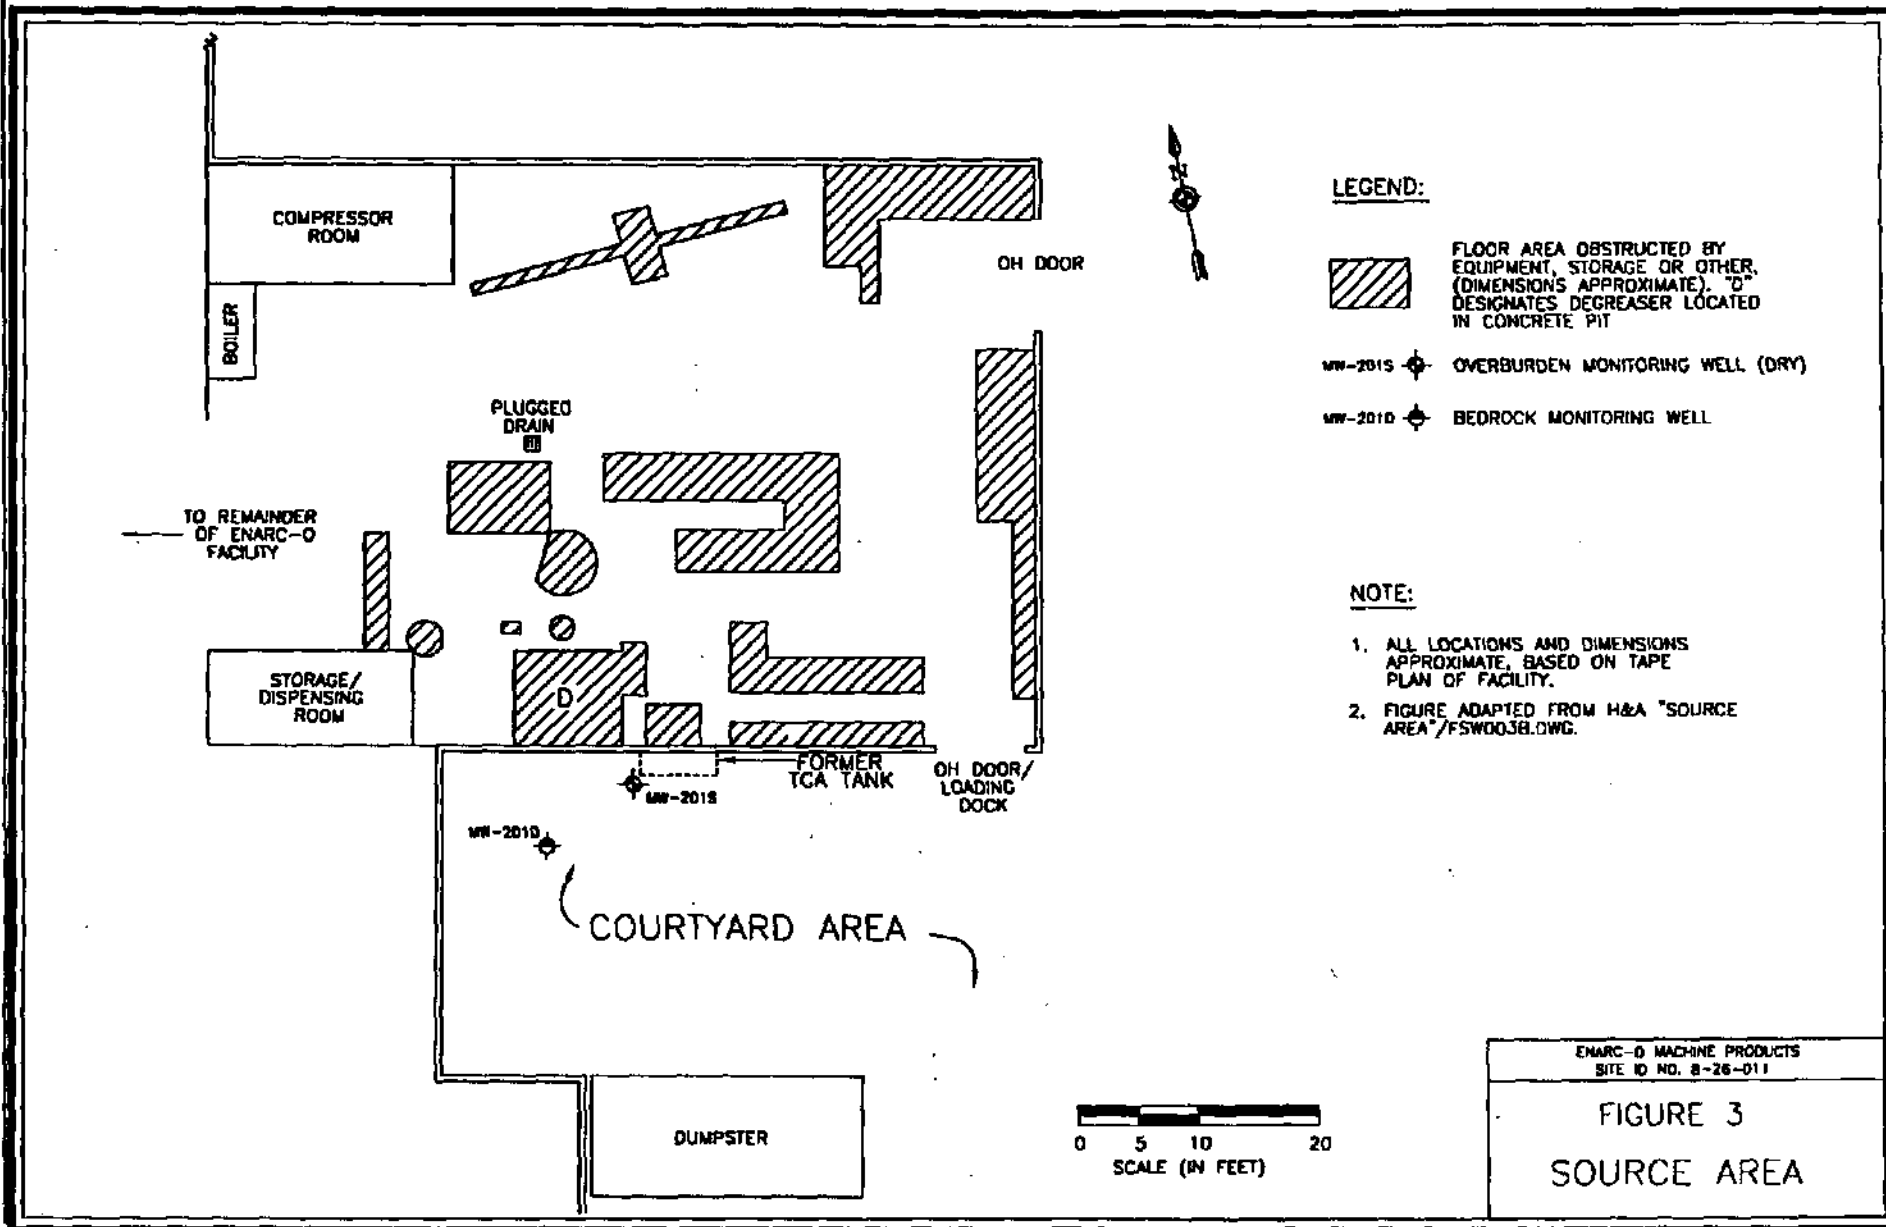 COMPRESSOR
ROOM
N
LEGEND:
OH DOOR
FLOOR AREA OBSTRUCTED BY
EQUIPMENT, STORAGE OR OTHER,
(DIMENSIONS APPROXIMATE). "D"
DESIGNATES DEGREASER LOCATED
IN CONCRETE PIT
BOILER
MW-201S
OVERBURDEN MONITORING WELL (DRY)
MW-201D
BEDROCK MONITORING WELL
PLUGGED
DRAIN
TO REMAINDER
OF ENARC-O
FACILITY
NOTE:
1. ALL LOCATIONS AND DIMENSIONS
APPROXIMATE, BASED ON TAPE
PLAN OF FACILITY.
2. FIGURE ADAPTED FROM H&A "SOURCE
AREA"/FSW003B.DWG.
STORAGE/
DISPENSING
ROOM
D
FORMER
TCA TANK
OH DOOR/
LOADING
DOCK
MW-201S
MW-201D
COURTYARD AREA
DUMPSTER
0 5 10 20
SCALE (IN FEET)
ENARC-O MACHINE PRODUCTS
SITE ID NO. 8-26-011
FIGURE 3
SOURCE AREA